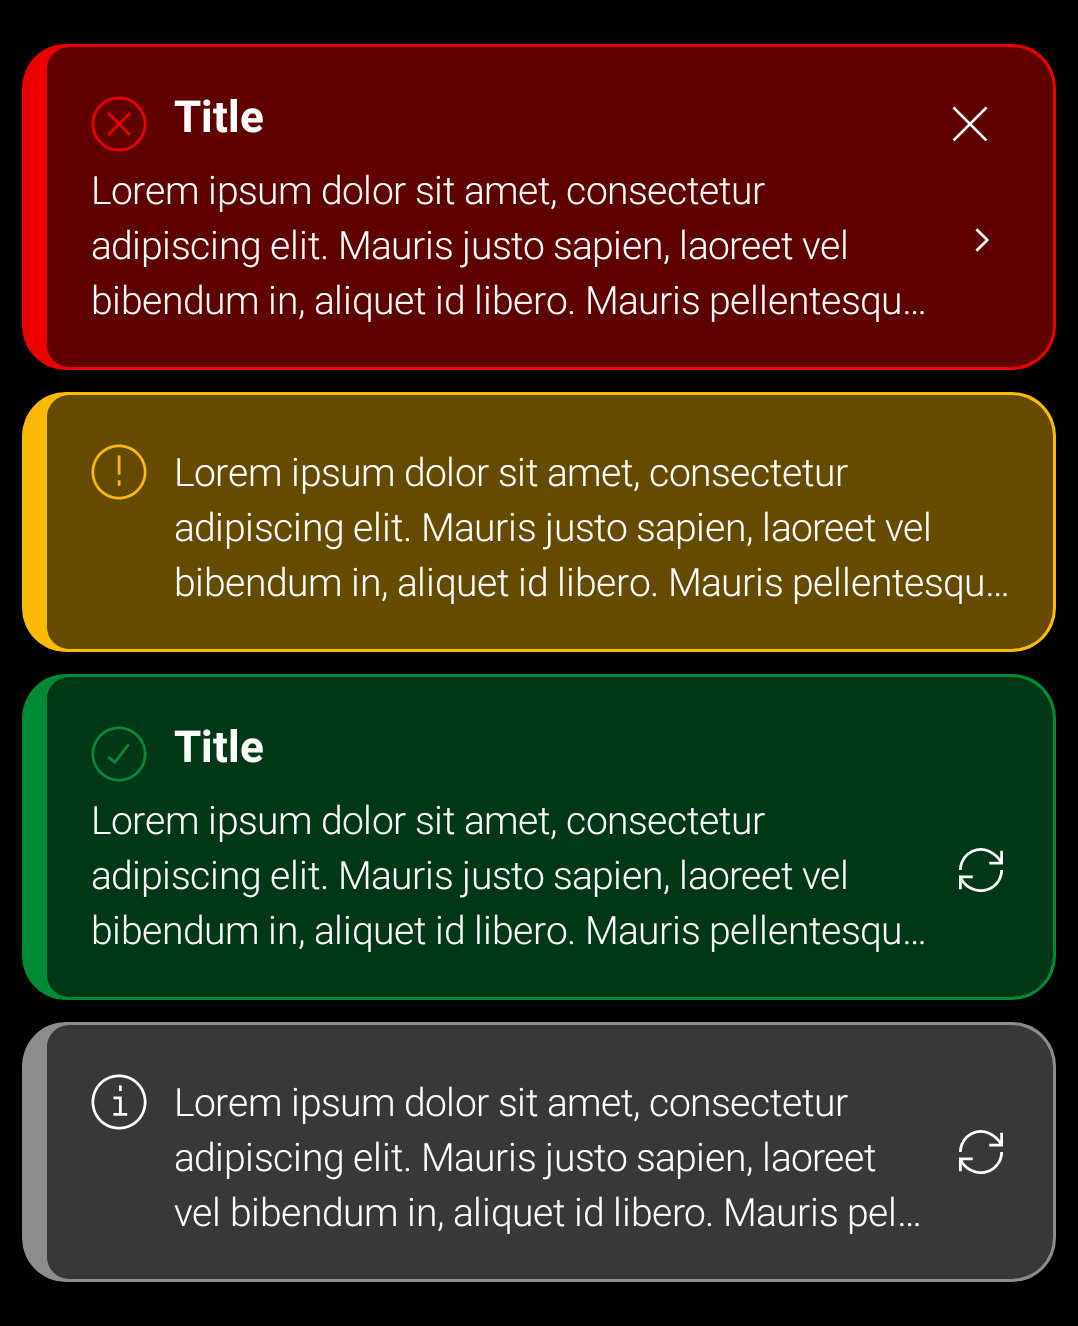 Title
Lorem ipsum dolor sit amet, consectetur
adipiscing elit. Mauris justo sapien, laoreet vel
bibendum in, aliquet id libero. Mauris pellentesqu...
Lorem ipsum dolor sit amet, consectetur
adipiscing elit. Mauris justo sapien, laoreet vel
bibendum in, aliquet id libero. Mauris pellentesqu...
Title
Lorem ipsum dolor sit amet, consectetur
adipiscing elit. Mauris justo sapien, laoreet vel
bibendum in, aliquet id libero. Mauris pellentesqu...
Lorem ipsum dolor sit amet, consectetur
adipiscing elit. Mauris justo sapien, laoreet
vel bibendum in, aliquet id libero. Mauris pel...